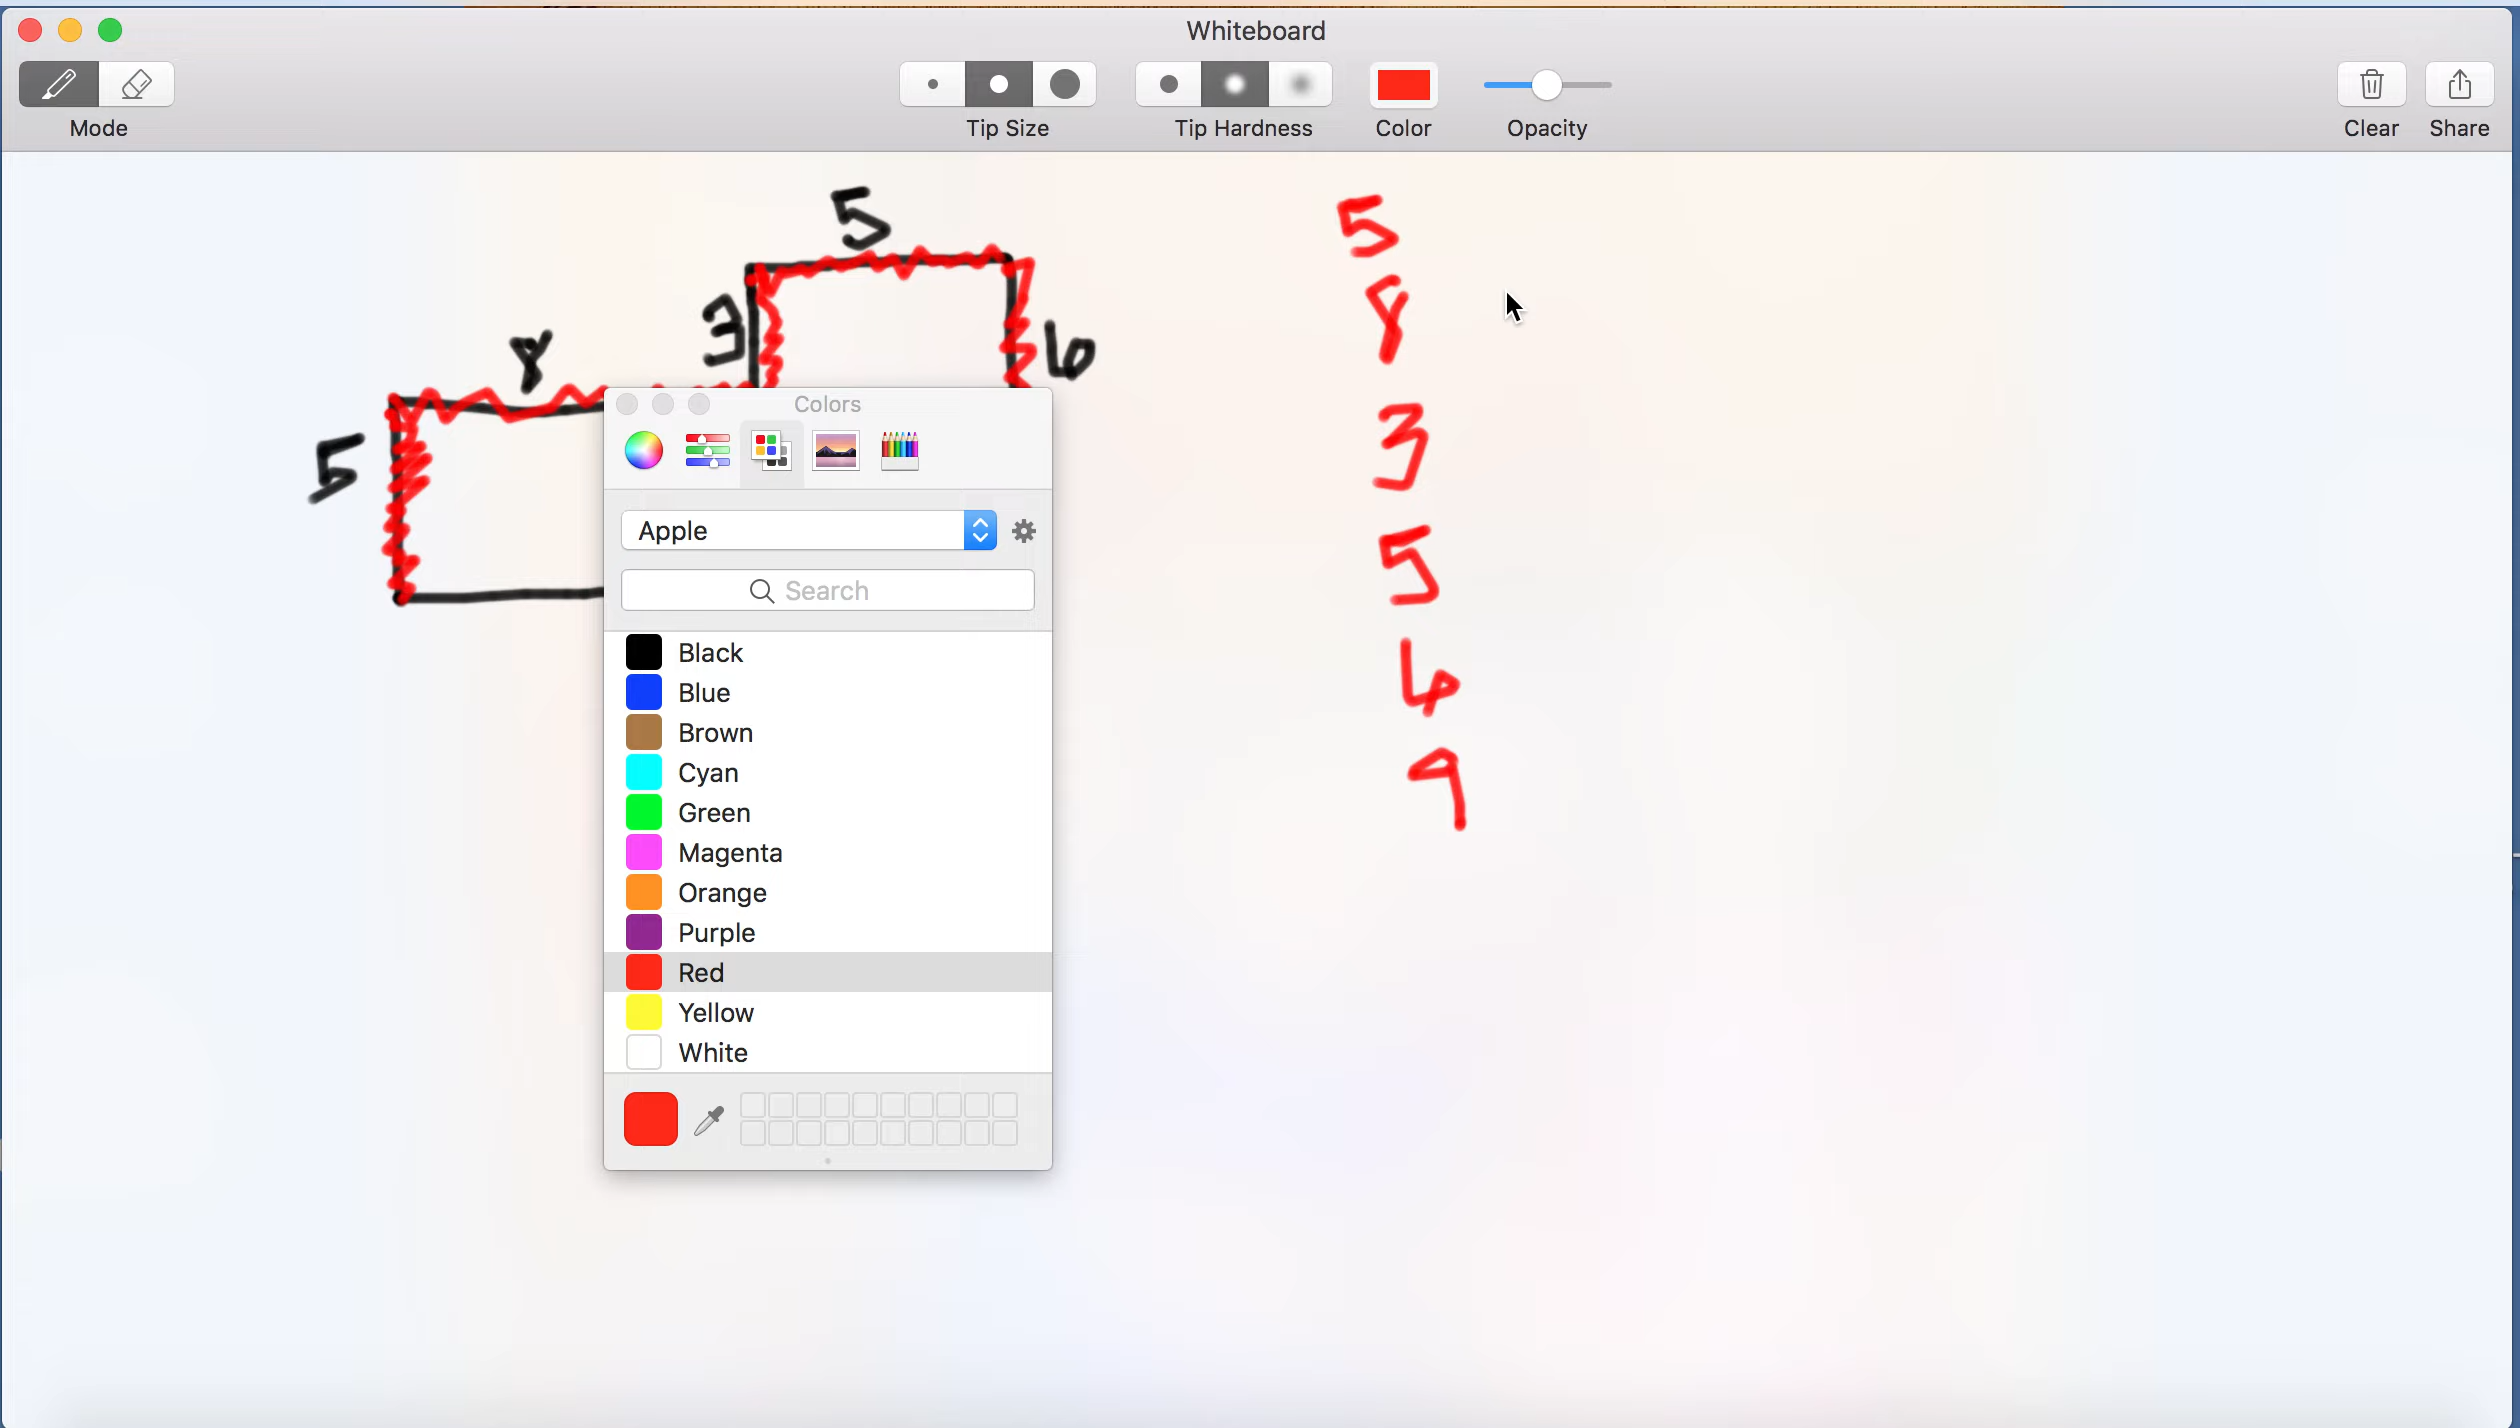 Whiteboard
Mode
Tip Size
Tip Hardness
Color
Opacity
Clear
Share
5
8
3
6
5
5
8
3
5
6
9
Colors
Apple
Search
Black
Blue
Brown
Cyan
Green
Magenta
Orange
Purple
Red
Yellow
White